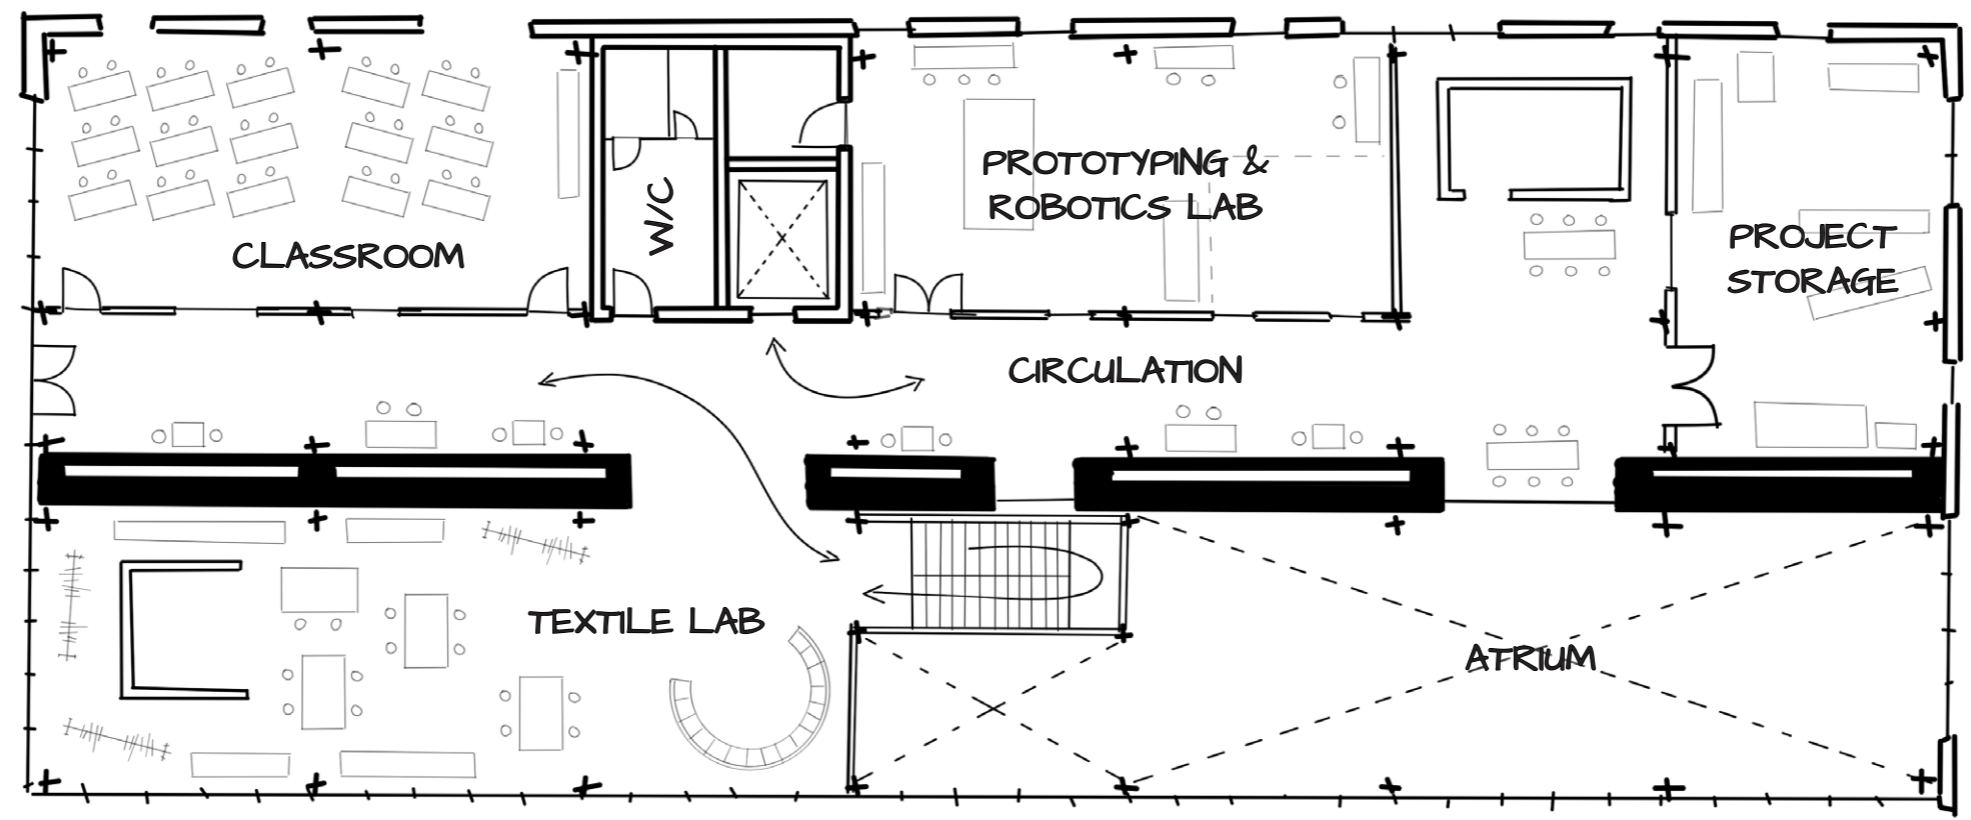 CLASSROOM
W/C
PROTOTYPING &
ROBOTICS LAB
PROJECT
STORAGE
CIRCULATION
TEXTILE LAB
ATRIUM